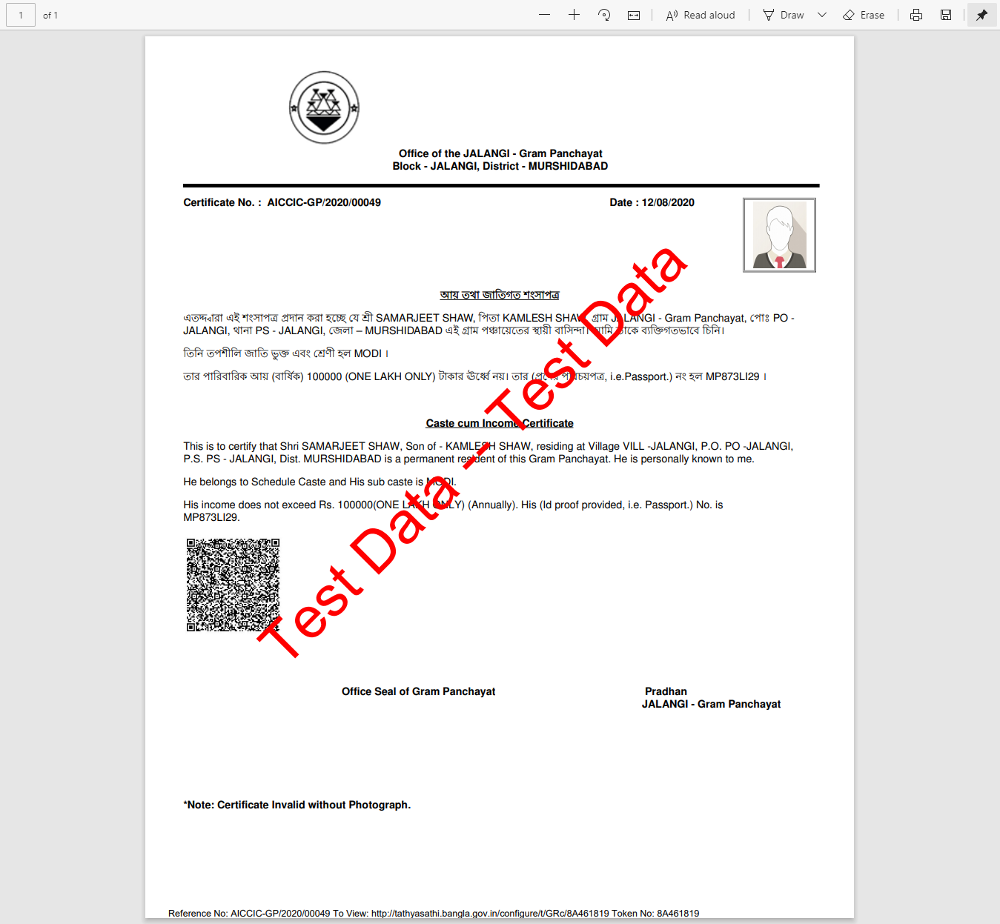 1 of 1 Read aloud Draw Erase
Office of the JALANGI - Gram Panchayat
Block - JALANGI, District - MURSHIDABAD
Certificate No. : AICCIC-GP/2020/00049 Date : 12/08/2020
আয় তথা জাতিগত শংসাপত্র
এতদ্দ্বারা এই শংসাপত্র প্রদান করা হচ্ছে যে শ্রী SAMARJEET SHAW, পিতা KAMLESH SHAW, গ্রাম JALANGI - Gram Panchayat, পোঃ PO -
JALANGI, থানা PS - JALANGI, জেলা – MURSHIDABAD এই গ্রাম পঞ্চায়েতের স্থায়ী বাসিন্দা। আমি তাকে ব্যক্তিগতভাবে চিনি।
তিনি তপশীলি জাতি ভুক্ত এবং শ্রেণী হল MODI ।
তার পারিবারিক আয় (বার্ষিক) 100000 (ONE LAKH ONLY) টাকার ঊর্ধ্বে নয়। তার (প্রদেয় পরিচয়পত্র, i.e.Passport.) নং হল MP873LI29 ।
Caste cum Income Certificate
This is to certify that Shri SAMARJEET SHAW, Son of - KAMLESH SHAW, residing at Village VILL -JALANGI, P.O. PO -JALANGI,
P.S. PS - JALANGI, Dist. MURSHIDABAD is a permanent resident of this Gram Panchayat. He is personally known to me.
He belongs to Schedule Caste and His sub caste is MODI.
His income does not exceed Rs. 100000(ONE LAKH ONLY) (Annually). His (Id proof provided, i.e. Passport.) No. is
MP873LI29.
Test Data -- Test Data
Office Seal of Gram Panchayat Pradhan
JALANGI - Gram Panchayat
*Note: Certificate Invalid without Photograph.
Reference No: AICCIC-GP/2020/00049 To View: http://tathyasathi.bangla.gov.in/configure/t/GRc/8A461819 Token No: 8A461819